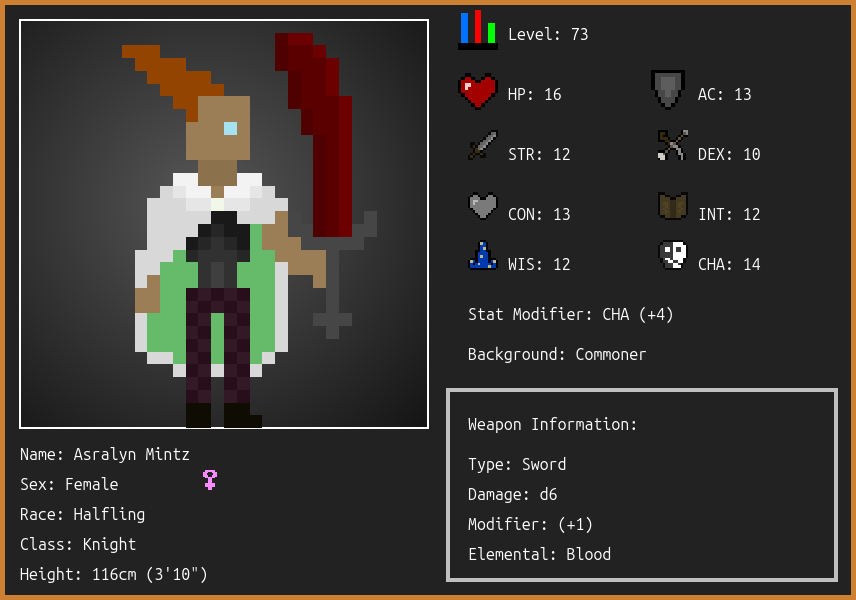 Level: 73
HP: 16
AC: 13
STR: 12
DEX: 10
CON: 13
INT: 12
WIS: 12
CHA: 14
Stat Modifier: CHA (+4)
Background: Commoner
Weapon Information:
Type: Sword
Damage: d6
Modifier: (+1)
Elemental: Blood
Name: Asralyn Mintz
Sex: Female
Race: Halfling
Class: Knight
Height: 116cm (3'10")